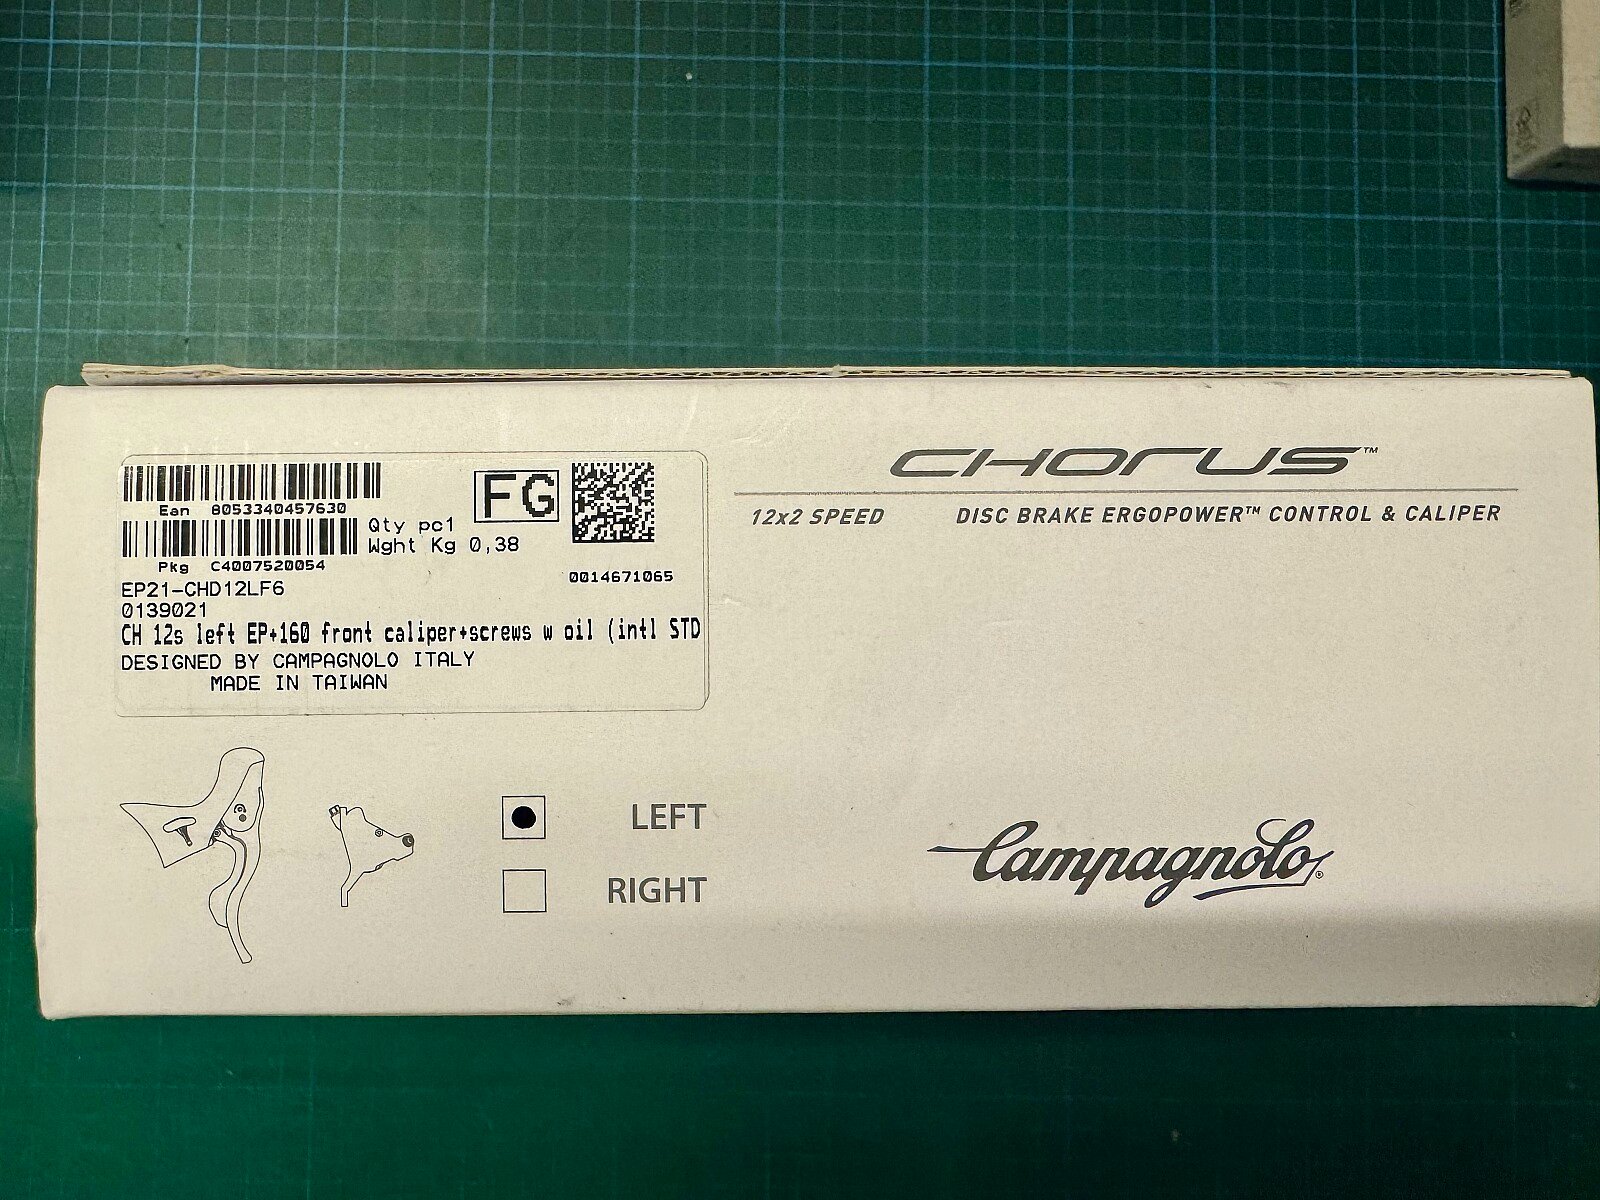 Ean 8053340457630
Pkg C4007520054
Qty pc1
Wght Kg 0,38
FG
0014671065
EP21-CHD12LF6
0139021
CH 12s left EP+160 front caliper+screws w oil (intl STD
DESIGNED BY CAMPAGNOLO ITALY
MADE IN TAIWAN
CHORUS™
12x2 SPEED DISC BRAKE ERGOPOWER™ CONTROL & CALIPER
LEFT
RIGHT
Campagnolo®